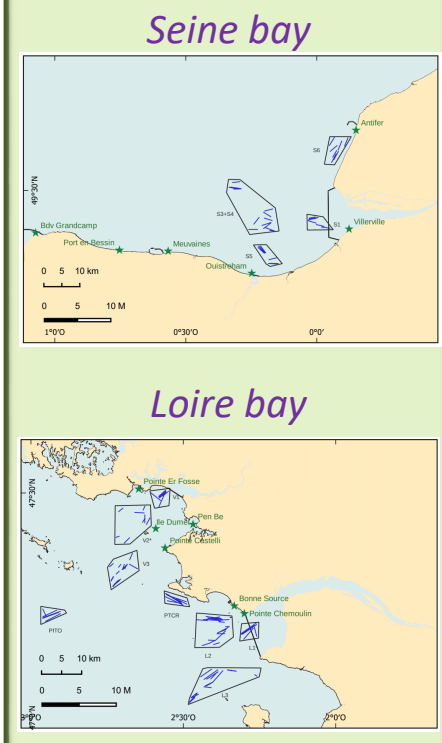 Seine bay
Antifer
S6
49°30'N
S3+S4
S1
Villerville
Bdv Grandcamp
Port en Bessin
Meuvaines
S5
Ouistreham
0 5 10 km
0 5 10 M
1°0'O 0°30'O 0°0'
Loire bay
Pointe Er Fosse
47°30'N
V1
Ile Dumet
Pen Be
V2*
Pointe Castelli
V3
PTCR
Bonne Source
Pointe Chemoulin
PITO
L1
L2
0 5 10 km
L3
0 5 10 M
2°30'O 2°0'O